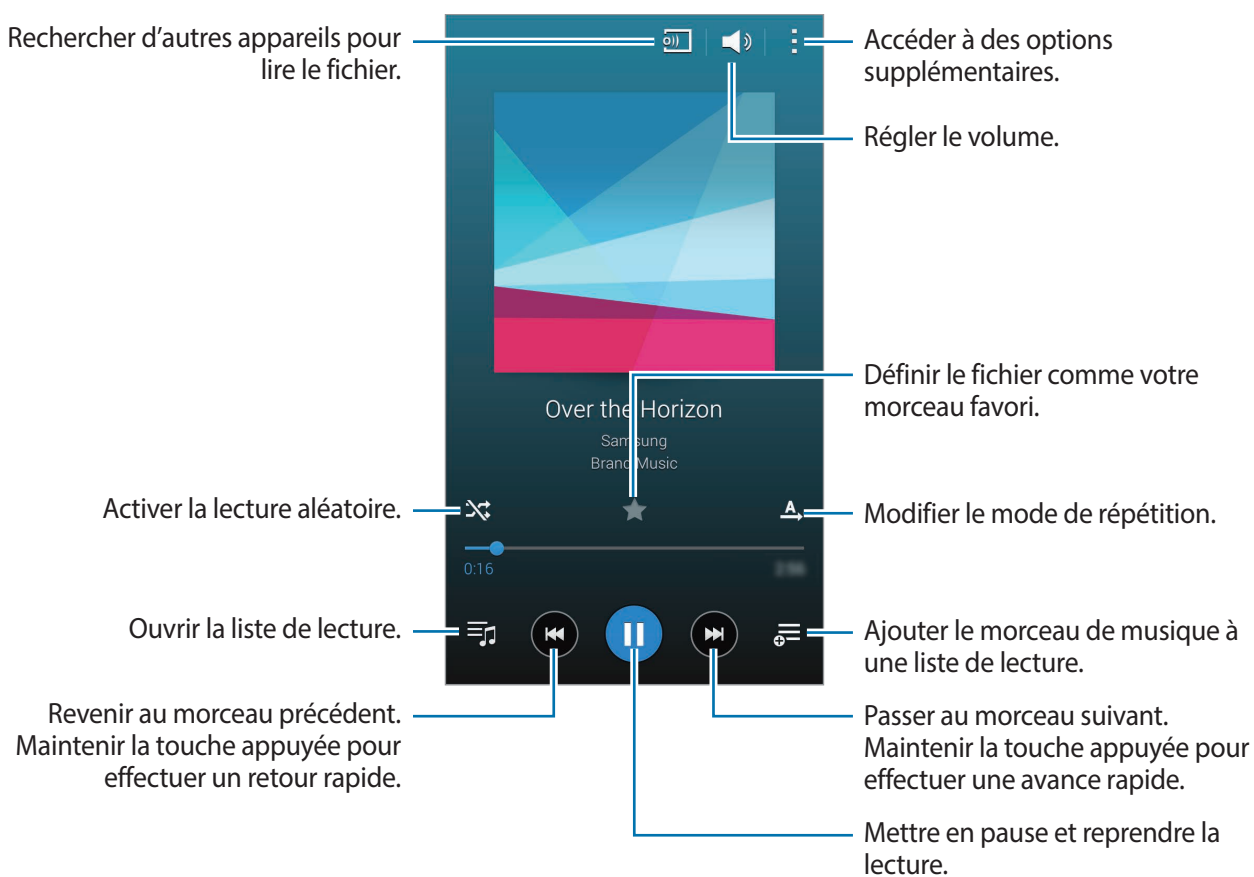 Rechercher d’autres appareils pour
lire le fichier.
Accéder à des options
supplémentaires.
Régler le volume.
Définir le fichier comme votre
morceau favori.
Over the Horizon
Samsung
Brand Music
Activer la lecture aléatoire.
A
Modifier le mode de répétition.
0:16
Ouvrir la liste de lecture.
Ajouter le morceau de musique à
une liste de lecture.
Revenir au morceau précédent.
Maintenir la touche appuyée pour
effectuer un retour rapide.
Passer au morceau suivant.
Maintenir la touche appuyée pour
effectuer une avance rapide.
Mettre en pause et reprendre la
lecture.